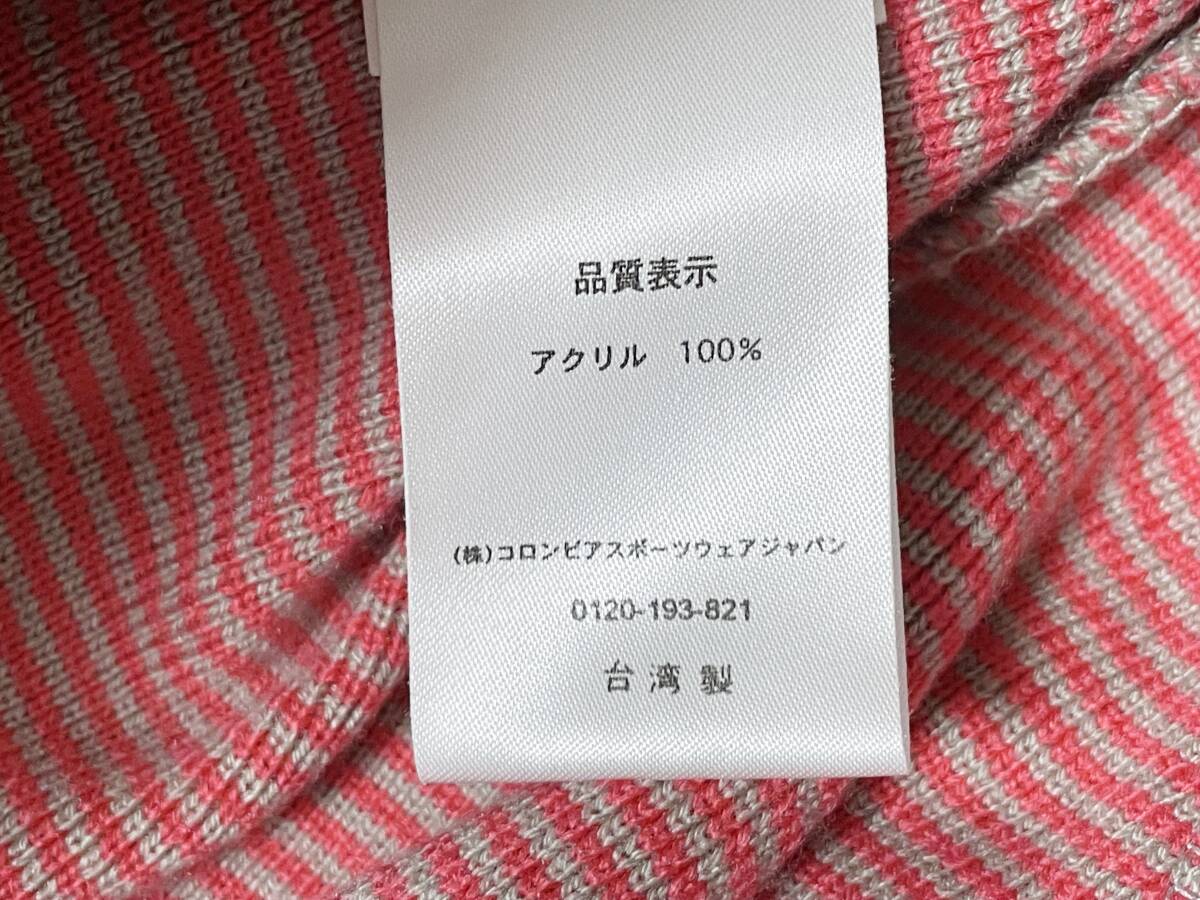 品質表示
アクリル 100%
(株)コロンビアスポーツウェアジャパン
0120-193-821
台湾製